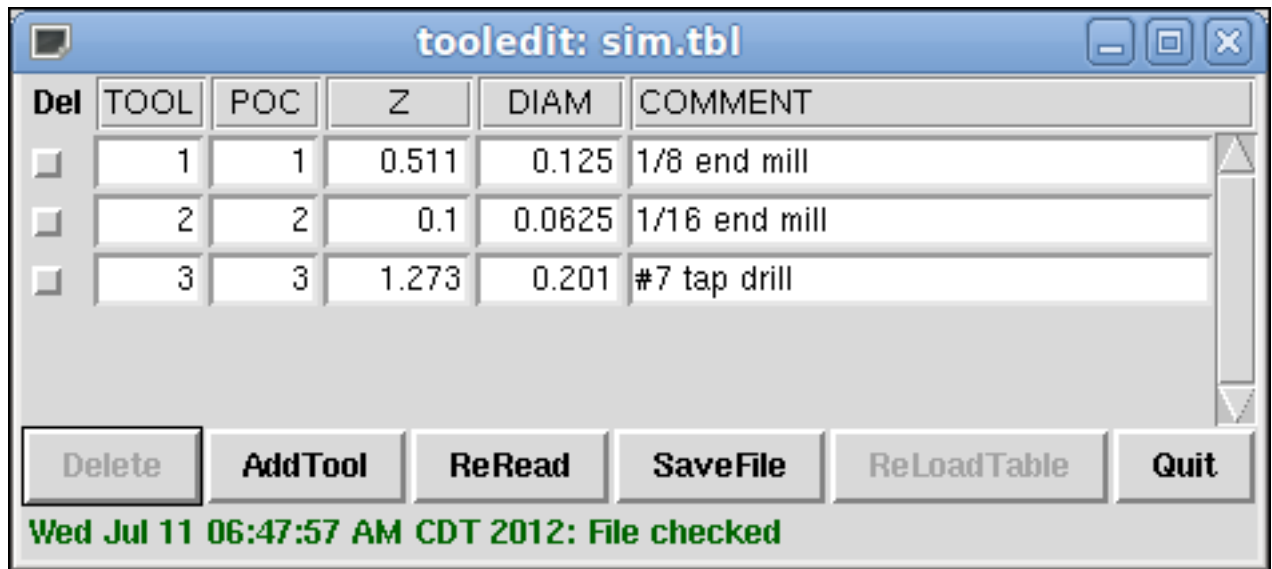 tooledit: sim.tbl
Del TOOL POC Z DIAM COMMENT
1 1 0.511 0.125 1/8 end mill
2 2 0.1 0.0625 1/16 end mill
3 3 1.273 0.201 #7 tap drill
Delete AddTool ReRead SaveFile ReLoadTable Quit
Wed Jul 11 06:47:57 AM CDT 2012: File checked